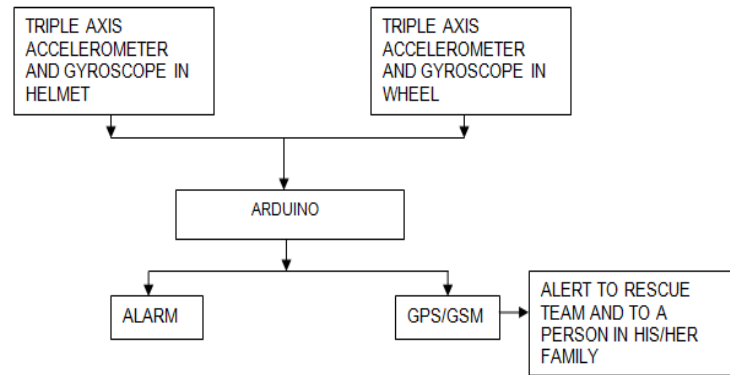 TRIPLE AXIS
ACCELEROMETER
AND GYROSCOPE IN
HELMET
TRIPLE AXIS
ACCELEROMETER
AND GYROSCOPE IN
WHEEL
ARDUINO
ALARM
GPS/GSM
ALERT TO RESCUE
TEAM AND TO A
PERSON IN HIS/HER
FAMILY